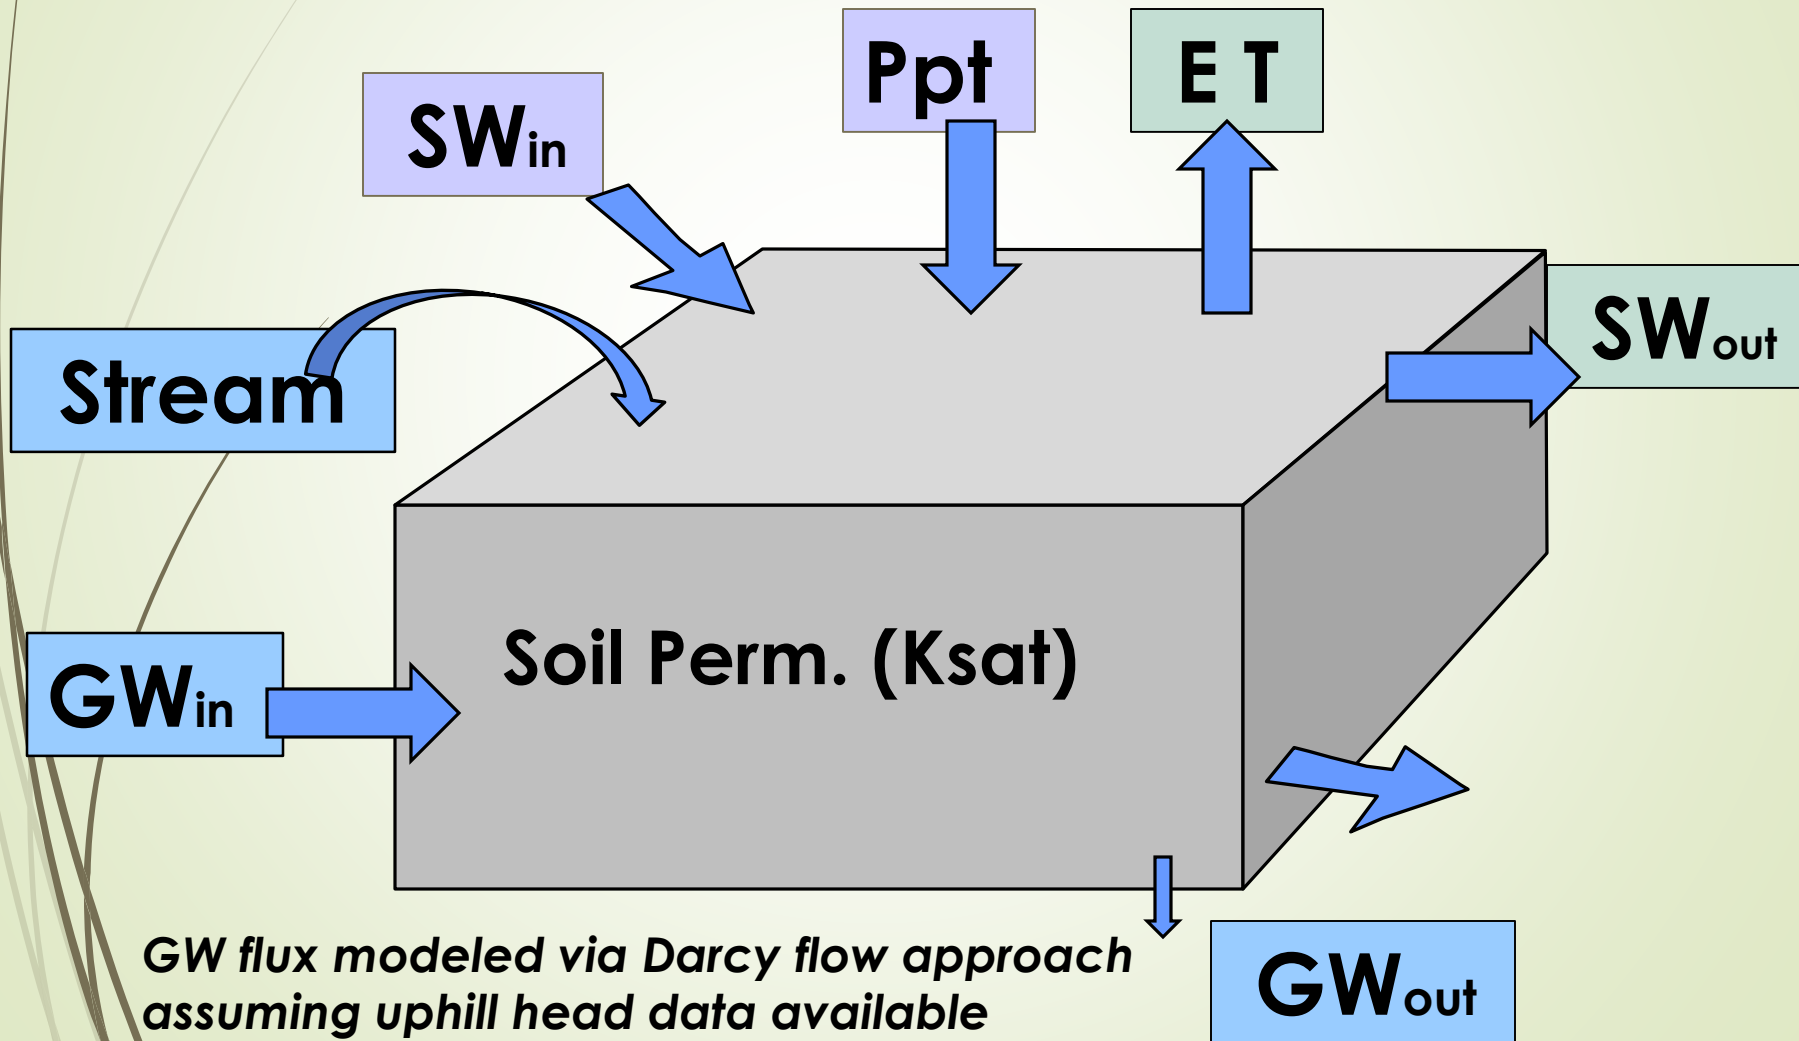 Ppt
E T
SWin
SWout
Stream
Soil Perm. (Ksat)
GWin
GW flux modeled via Darcy flow approach
assuming uphill head data available
GWout